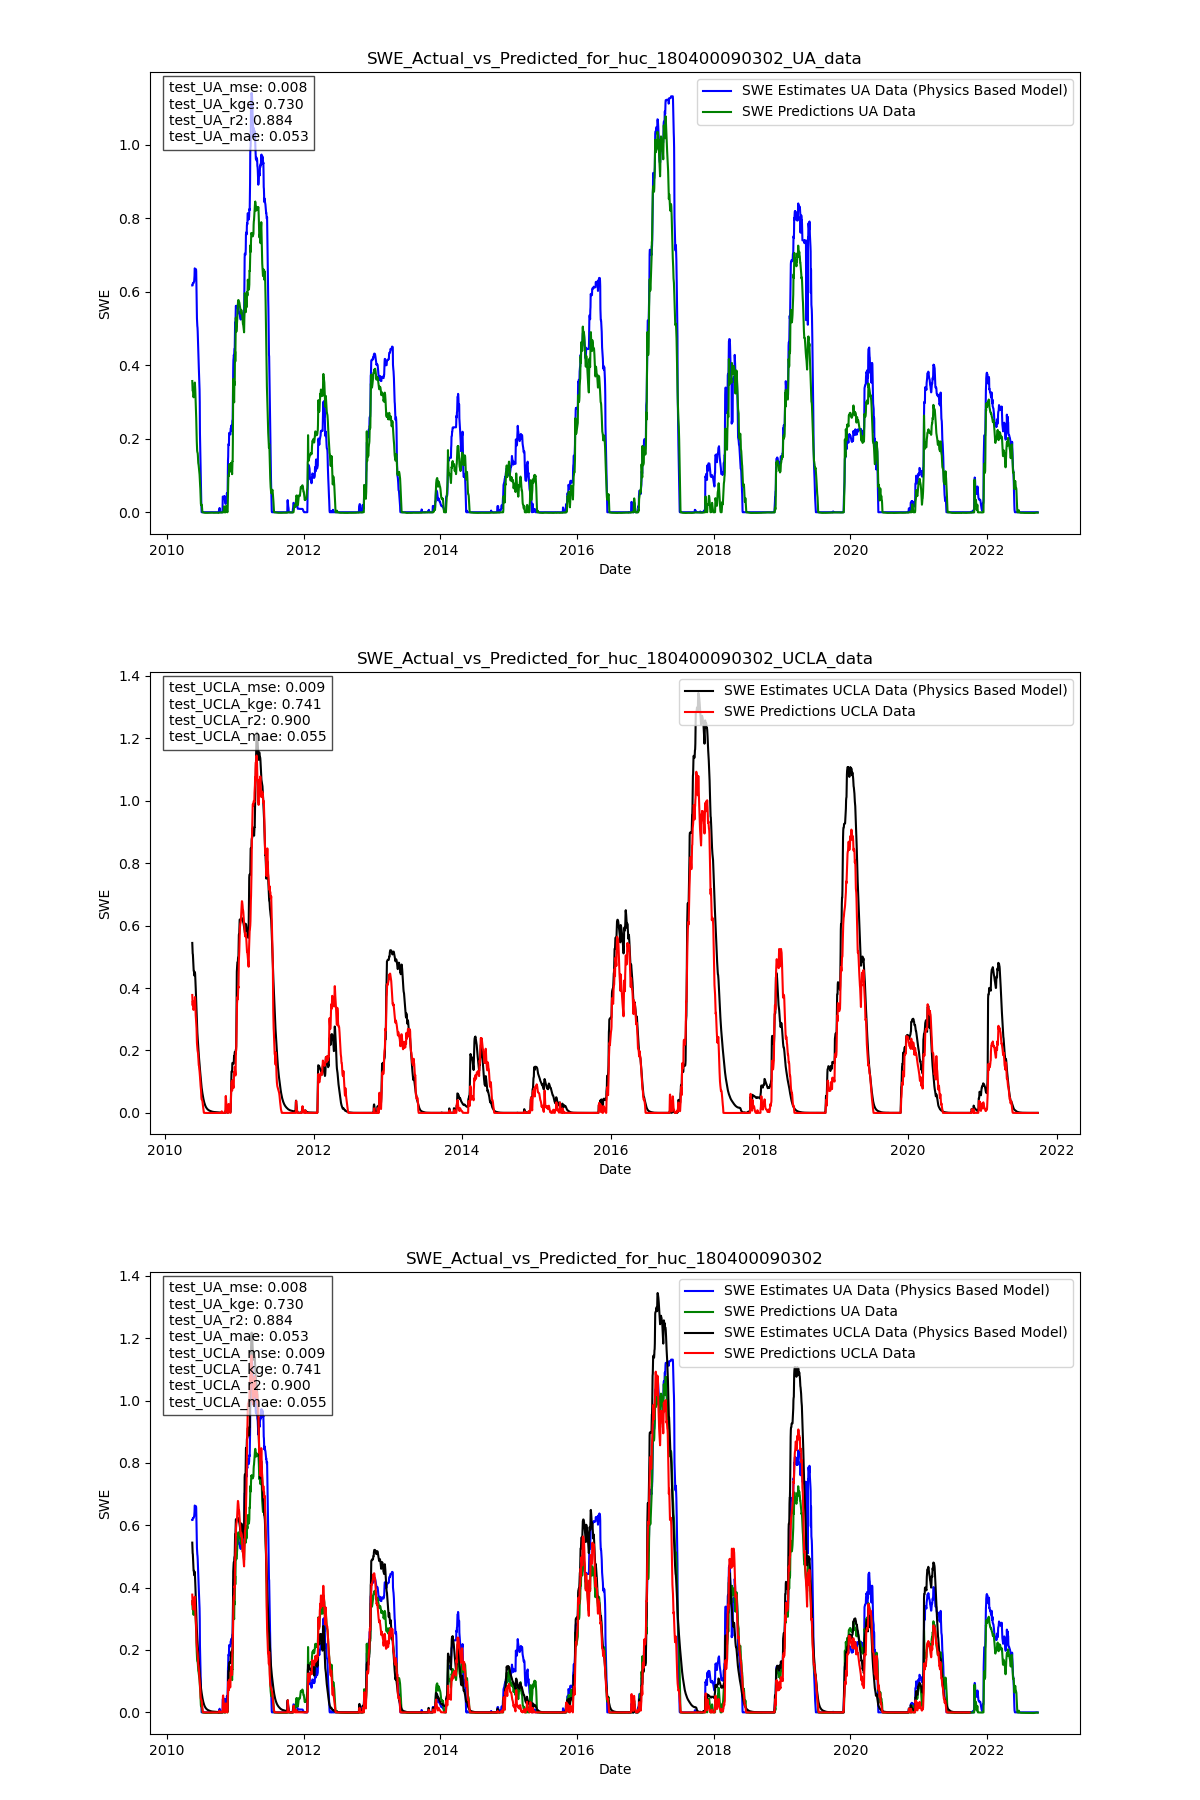 SWE_Actual_vs_Predicted_for_huc_180400090302_UA_data
test_UA_mse: 0.008
test_UA_kge: 0.730
test_UA_r2: 0.884
test_UA_mae: 0.053
SWE Estimates UA Data (Physics Based Model)
SWE Predictions UA Data
1.0
0.8
0.6
0.4
0.2
0.0
SWE
2010 2012 2014 2016 2018 2020 2022
Date
SWE_Actual_vs_Predicted_for_huc_180400090302_UCLA_data
test_UCLA_mse: 0.009
test_UCLA_kge: 0.741
test_UCLA_r2: 0.900
test_UCLA_mae: 0.055
SWE Estimates UCLA Data (Physics Based Model)
SWE Predictions UCLA Data
1.4
1.2
1.0
0.8
0.6
0.4
0.2
0.0
SWE
2010 2012 2014 2016 2018 2020 2022
Date
SWE_Actual_vs_Predicted_for_huc_180400090302
test_UA_mse: 0.008
test_UA_kge: 0.730
test_UA_r2: 0.884
test_UA_mae: 0.053
test_UCLA_mse: 0.009
test_UCLA_kge: 0.741
test_UCLA_r2: 0.900
test_UCLA_mae: 0.055
SWE Estimates UA Data (Physics Based Model)
SWE Predictions UA Data
SWE Estimates UCLA Data (Physics Based Model)
SWE Predictions UCLA Data
1.4
1.2
1.0
0.8
0.6
0.4
0.2
0.0
SWE
2010 2012 2014 2016 2018 2020 2022
Date